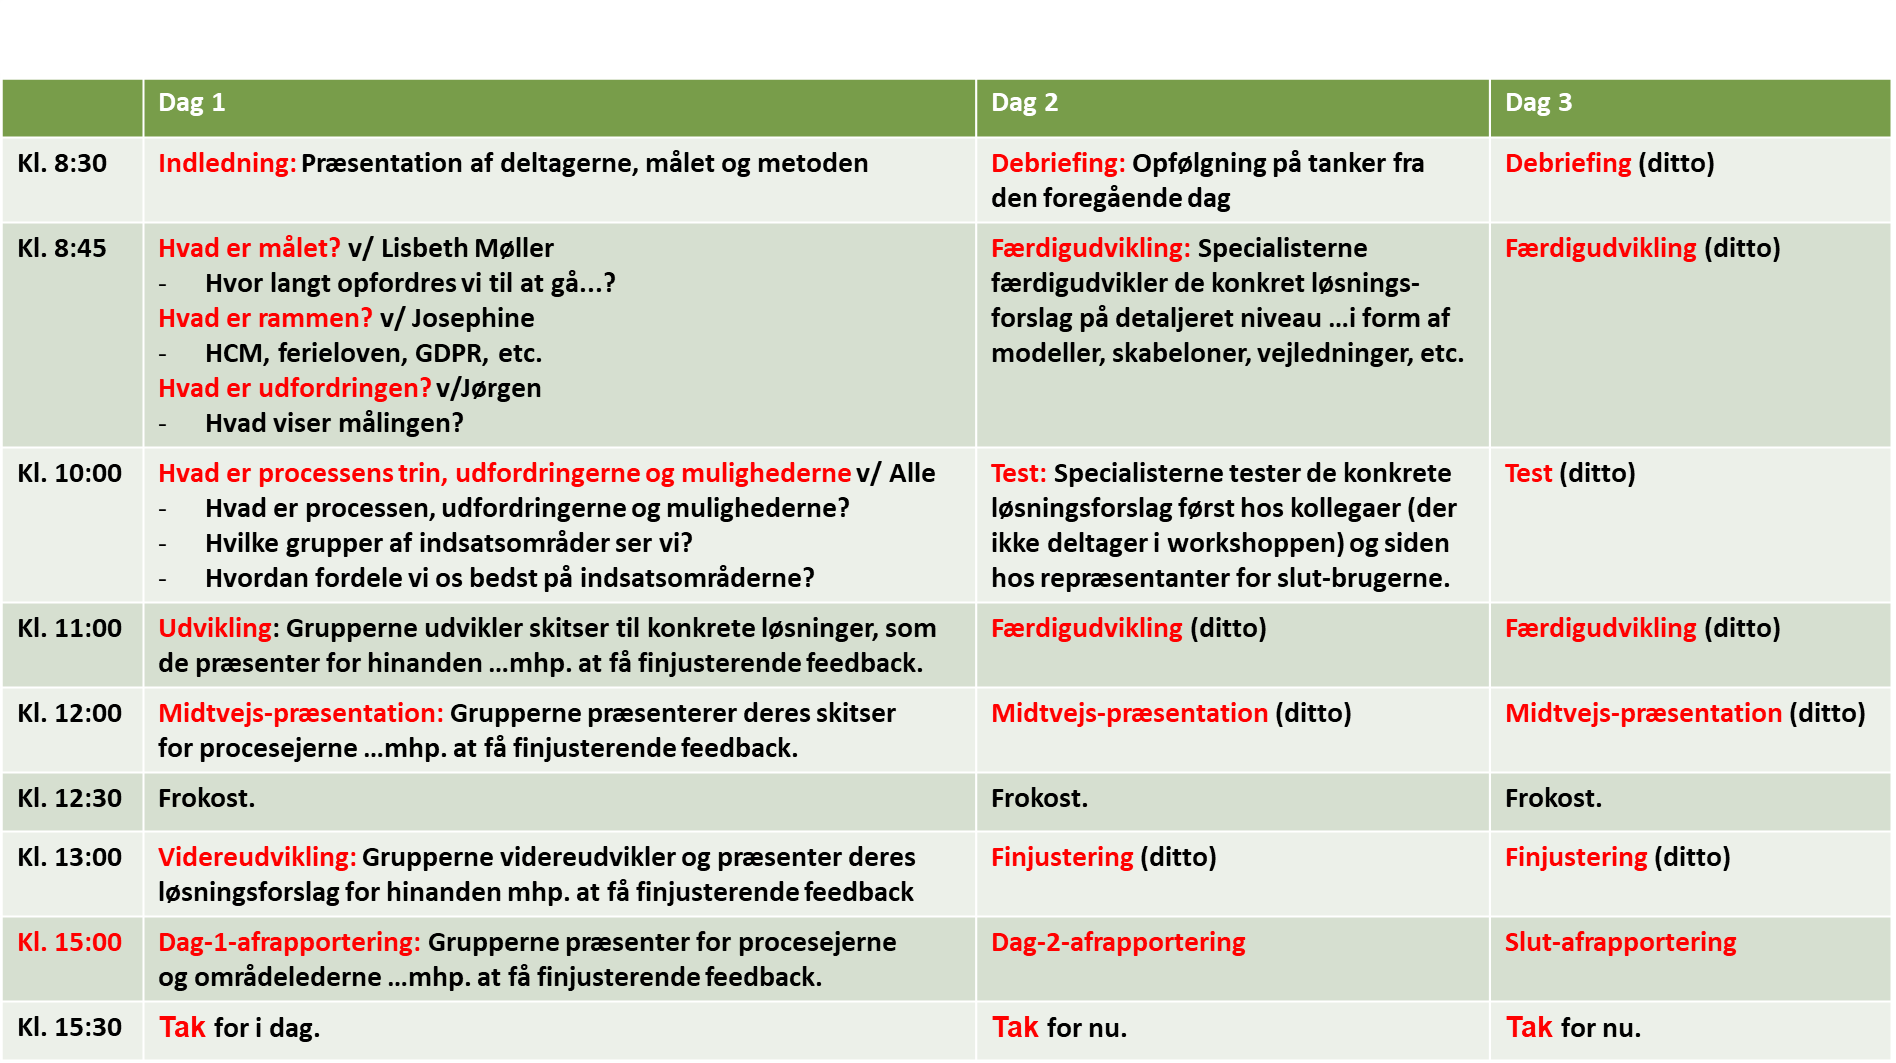 Dag 1
Dag 2
Dag 3
Kl. 8:30
Indledning: Præsentation af deltagerne, målet og metoden
Debriefing: Opfølgning på tanker fra
den foregående dag
Debriefing (ditto)
Kl. 8:45
Hvad er målet? v/ Lisbeth Møller
- Hvor langt opfordres vi til at gå...?
Hvad er rammen? v/ Josephine
- HCM, ferieloven, GDPR, etc.
Hvad er udfordringen? v/Jørgen
- Hvad viser målingen?
Færdigudvikling: Specialisterne
færdigudvikler de konkret løsnings-
forslag på detaljeret niveau …i form af
modeller, skabeloner, vejledninger, etc.
Færdigudvikling (ditto)
Kl. 10:00
Hvad er processens trin, udfordringerne og mulighederne v/ Alle
- Hvad er processen, udfordringerne og mulighederne?
- Hvilke grupper af indsatsområder ser vi?
- Hvordan fordele vi os bedst på indsatsområderne?
Test: Specialisterne tester de konkrete
løsningsforslag først hos kollegaer (der
ikke deltager i workshoppen) og siden
hos repræsentanter for slut-brugerne.
Test (ditto)
Kl. 11:00
Udvikling: Grupperne udvikler skitser til konkrete løsninger, som
de præsenter for hinanden …mhp. at få finjusterende feedback.
Færdigudvikling (ditto)
Færdigudvikling (ditto)
Kl. 12:00
Midtvejs-præsentation: Grupperne præsenterer deres skitser
for procesejerne …mhp. at få finjusterende feedback.
Midtvejs-præsentation (ditto)
Midtvejs-præsentation (ditto)
Kl. 12:30
Frokost.
Frokost.
Frokost.
Kl. 13:00
Videreudvikling: Grupperne videreudvikler og præsenter deres
løsningsforslag for hinanden mhp. at få finjusterende feedback
Finjustering (ditto)
Finjustering (ditto)
Kl. 15:00
Dag-1-afrapportering: Grupperne præsenter for procesejerne
og områdelederne …mhp. at få finjusterende feedback.
Dag-2-afrapportering
Slut-afrapportering
Kl. 15:30
Tak for i dag.
Tak for nu.
Tak for nu.